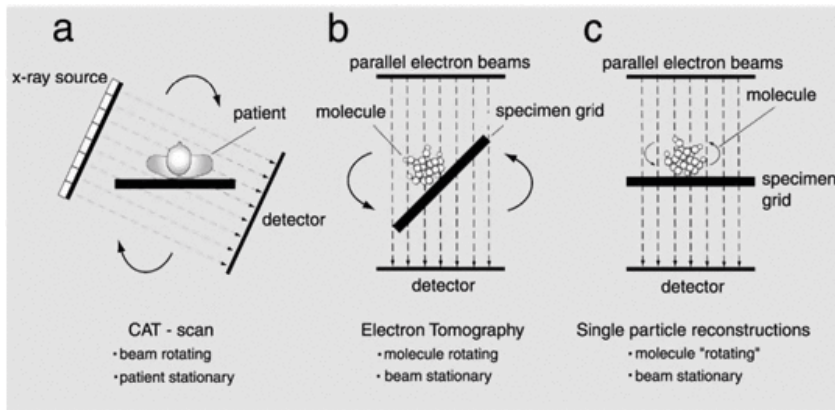 a
x-ray source
patient
detector
CAT - scan
• beam rotating
• patient stationary
b
parallel electron beams
molecule
specimen grid
detector
Electron Tomography
• molecule rotating
• beam stationary
c
parallel electron beams
molecule
specimen
grid
detector
Single particle reconstructions
• molecule "rotating"
• beam stationary